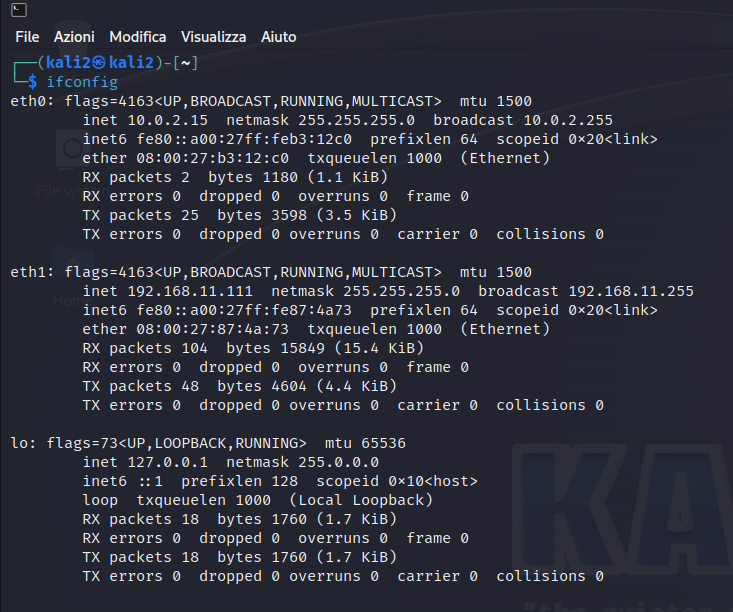 File Azioni Modifica Visualizza Aiuto
┌──(kali2㉿kali2)-[~]
└─$ ifconfig
eth0: flags=4163<UP,BROADCAST,RUNNING,MULTICAST>  mtu 1500
        inet 10.0.2.15  netmask 255.255.255.0  broadcast 10.0.2.255
        inet6 fe80::a00:27ff:feb3:12c0  prefixlen 64  scopeid 0×20<link>
        ether 08:00:27:b3:12:c0  txqueuelen 1000  (Ethernet)
        RX packets 2  bytes 1180 (1.1 KiB)
        RX errors 0  dropped 0  overruns 0  frame 0
        TX packets 25  bytes 3598 (3.5 KiB)
        TX errors 0  dropped 0 overruns 0  carrier 0  collisions 0
eth1: flags=4163<UP,BROADCAST,RUNNING,MULTICAST>  mtu 1500
        inet 192.168.11.111  netmask 255.255.255.0  broadcast 192.168.11.255
        inet6 fe80::a00:27ff:fe87:4a73  prefixlen 64  scopeid 0×20<link>
        ether 08:00:27:87:4a:73  txqueuelen 1000  (Ethernet)
        RX packets 104  bytes 15849 (15.4 KiB)
        RX errors 0  dropped 0  overruns 0  frame 0
        TX packets 48  bytes 4604 (4.4 KiB)
        TX errors 0  dropped 0 overruns 0  carrier 0  collisions 0
lo: flags=73<UP,LOOPBACK,RUNNING>  mtu 65536
        inet 127.0.0.1  netmask 255.0.0.0
        inet6 ::1  prefixlen 128  scopeid 0×10<host>
        loop  txqueuelen 1000  (Local Loopback)
        RX packets 18  bytes 1760 (1.7 KiB)
        RX errors 0  dropped 0  overruns 0  frame 0
        TX packets 18  bytes 1760 (1.7 KiB)
        TX errors 0  dropped 0 overruns 0  carrier 0  collisions 0
File system
Home
KA